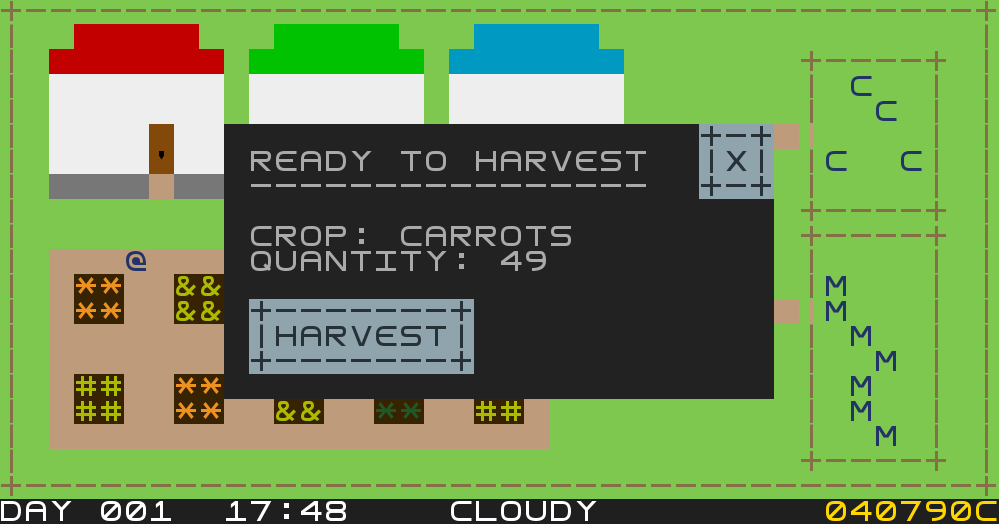 READY TO HARVEST
X
CROP: CARROTS
QUANTITY: 49
HARVEST
C
C
C C
@
** &&
** &&
## **
## ** && ** ##
M
M
M
M
M
M
M
DAY 001 17:48 CLOUDY 040790C